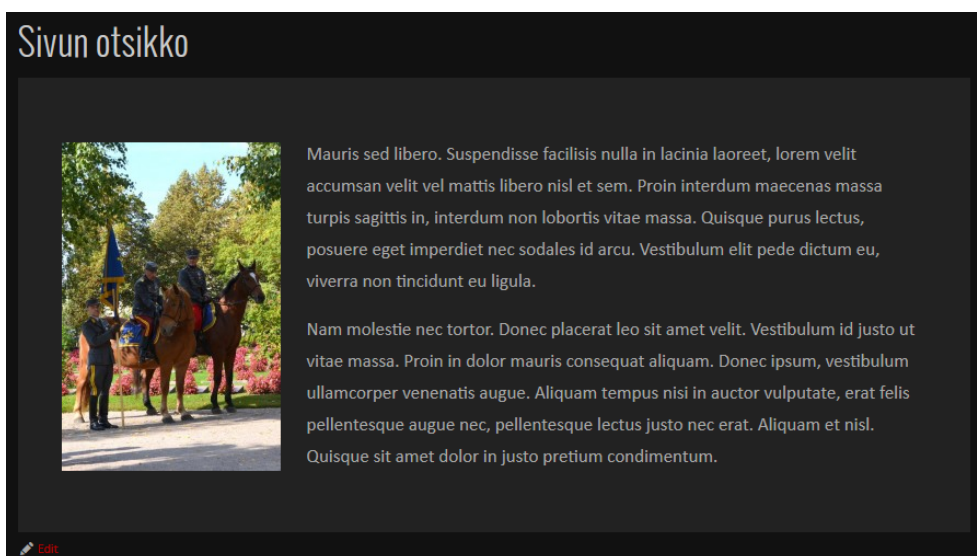 Sivun otsikko
Mauris sed libero. Suspendisse facilisis nulla in lacinia laoreet, lorem velit
accumsan velit vel mattis libero nisl et sem. Proin interdum maecenas massa
turpis sagittis in, interdum non lobortis vitae massa. Quisque purus lectus,
posuere eget imperdiet nec sodales id arcu. Vestibulum elit pede dictum eu,
viverra non tincidunt eu ligula.
Nam molestie nec tortor. Donec placerat leo sit amet velit. Vestibulum id justo ut
vitae massa. Proin in dolor mauris consequat aliquam. Donec ipsum, vestibulum
ullamcorper venenatis augue. Aliquam tempus nisi in auctor vulputate, erat felis
pellentesque augue nec, pellentesque lectus justo nec erat. Aliquam et nisl.
Quisque sit amet dolor in justo pretium condimentum.
Edit